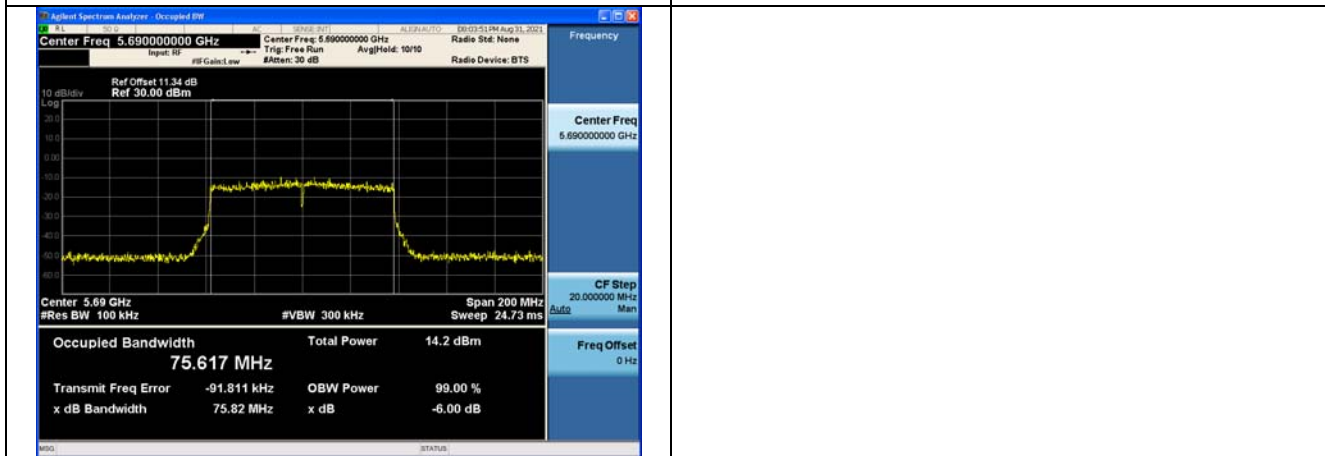 Agilent Spectrum Analyzer - Occupied BW
RL 50 Ω AC SENSE:INT ALIGNAUTO 08:03:51 PM Aug 31, 2021
Center Freq 5.690000000 GHz Center Freq: 5.690000000 GHz Radio Std: None Frequency
Input: RF Trig: Free Run Avg|Hold: 10/10
#IFGain:Low #Atten: 30 dB Radio Device: BTS
Ref Offset 11.34 dB
10 dB/div Ref 30.00 dBm
Log
20.0
10.0
0.00
-10.0
-20.0
-30.0
-40.0
-50.0
-60.0
Center Freq
5.690000000 GHz
CF Step
20.000000 MHz
Auto Man
Center 5.69 GHz Span 200 MHz
#Res BW 100 kHz #VBW 300 kHz Sweep 24.73 ms
Occupied Bandwidth Total Power 14.2 dBm
75.617 MHz
Freq Offset
0 Hz
Transmit Freq Error -91.811 kHz OBW Power 99.00 %
x dB Bandwidth 75.82 MHz x dB -6.00 dB
MSG STATUS